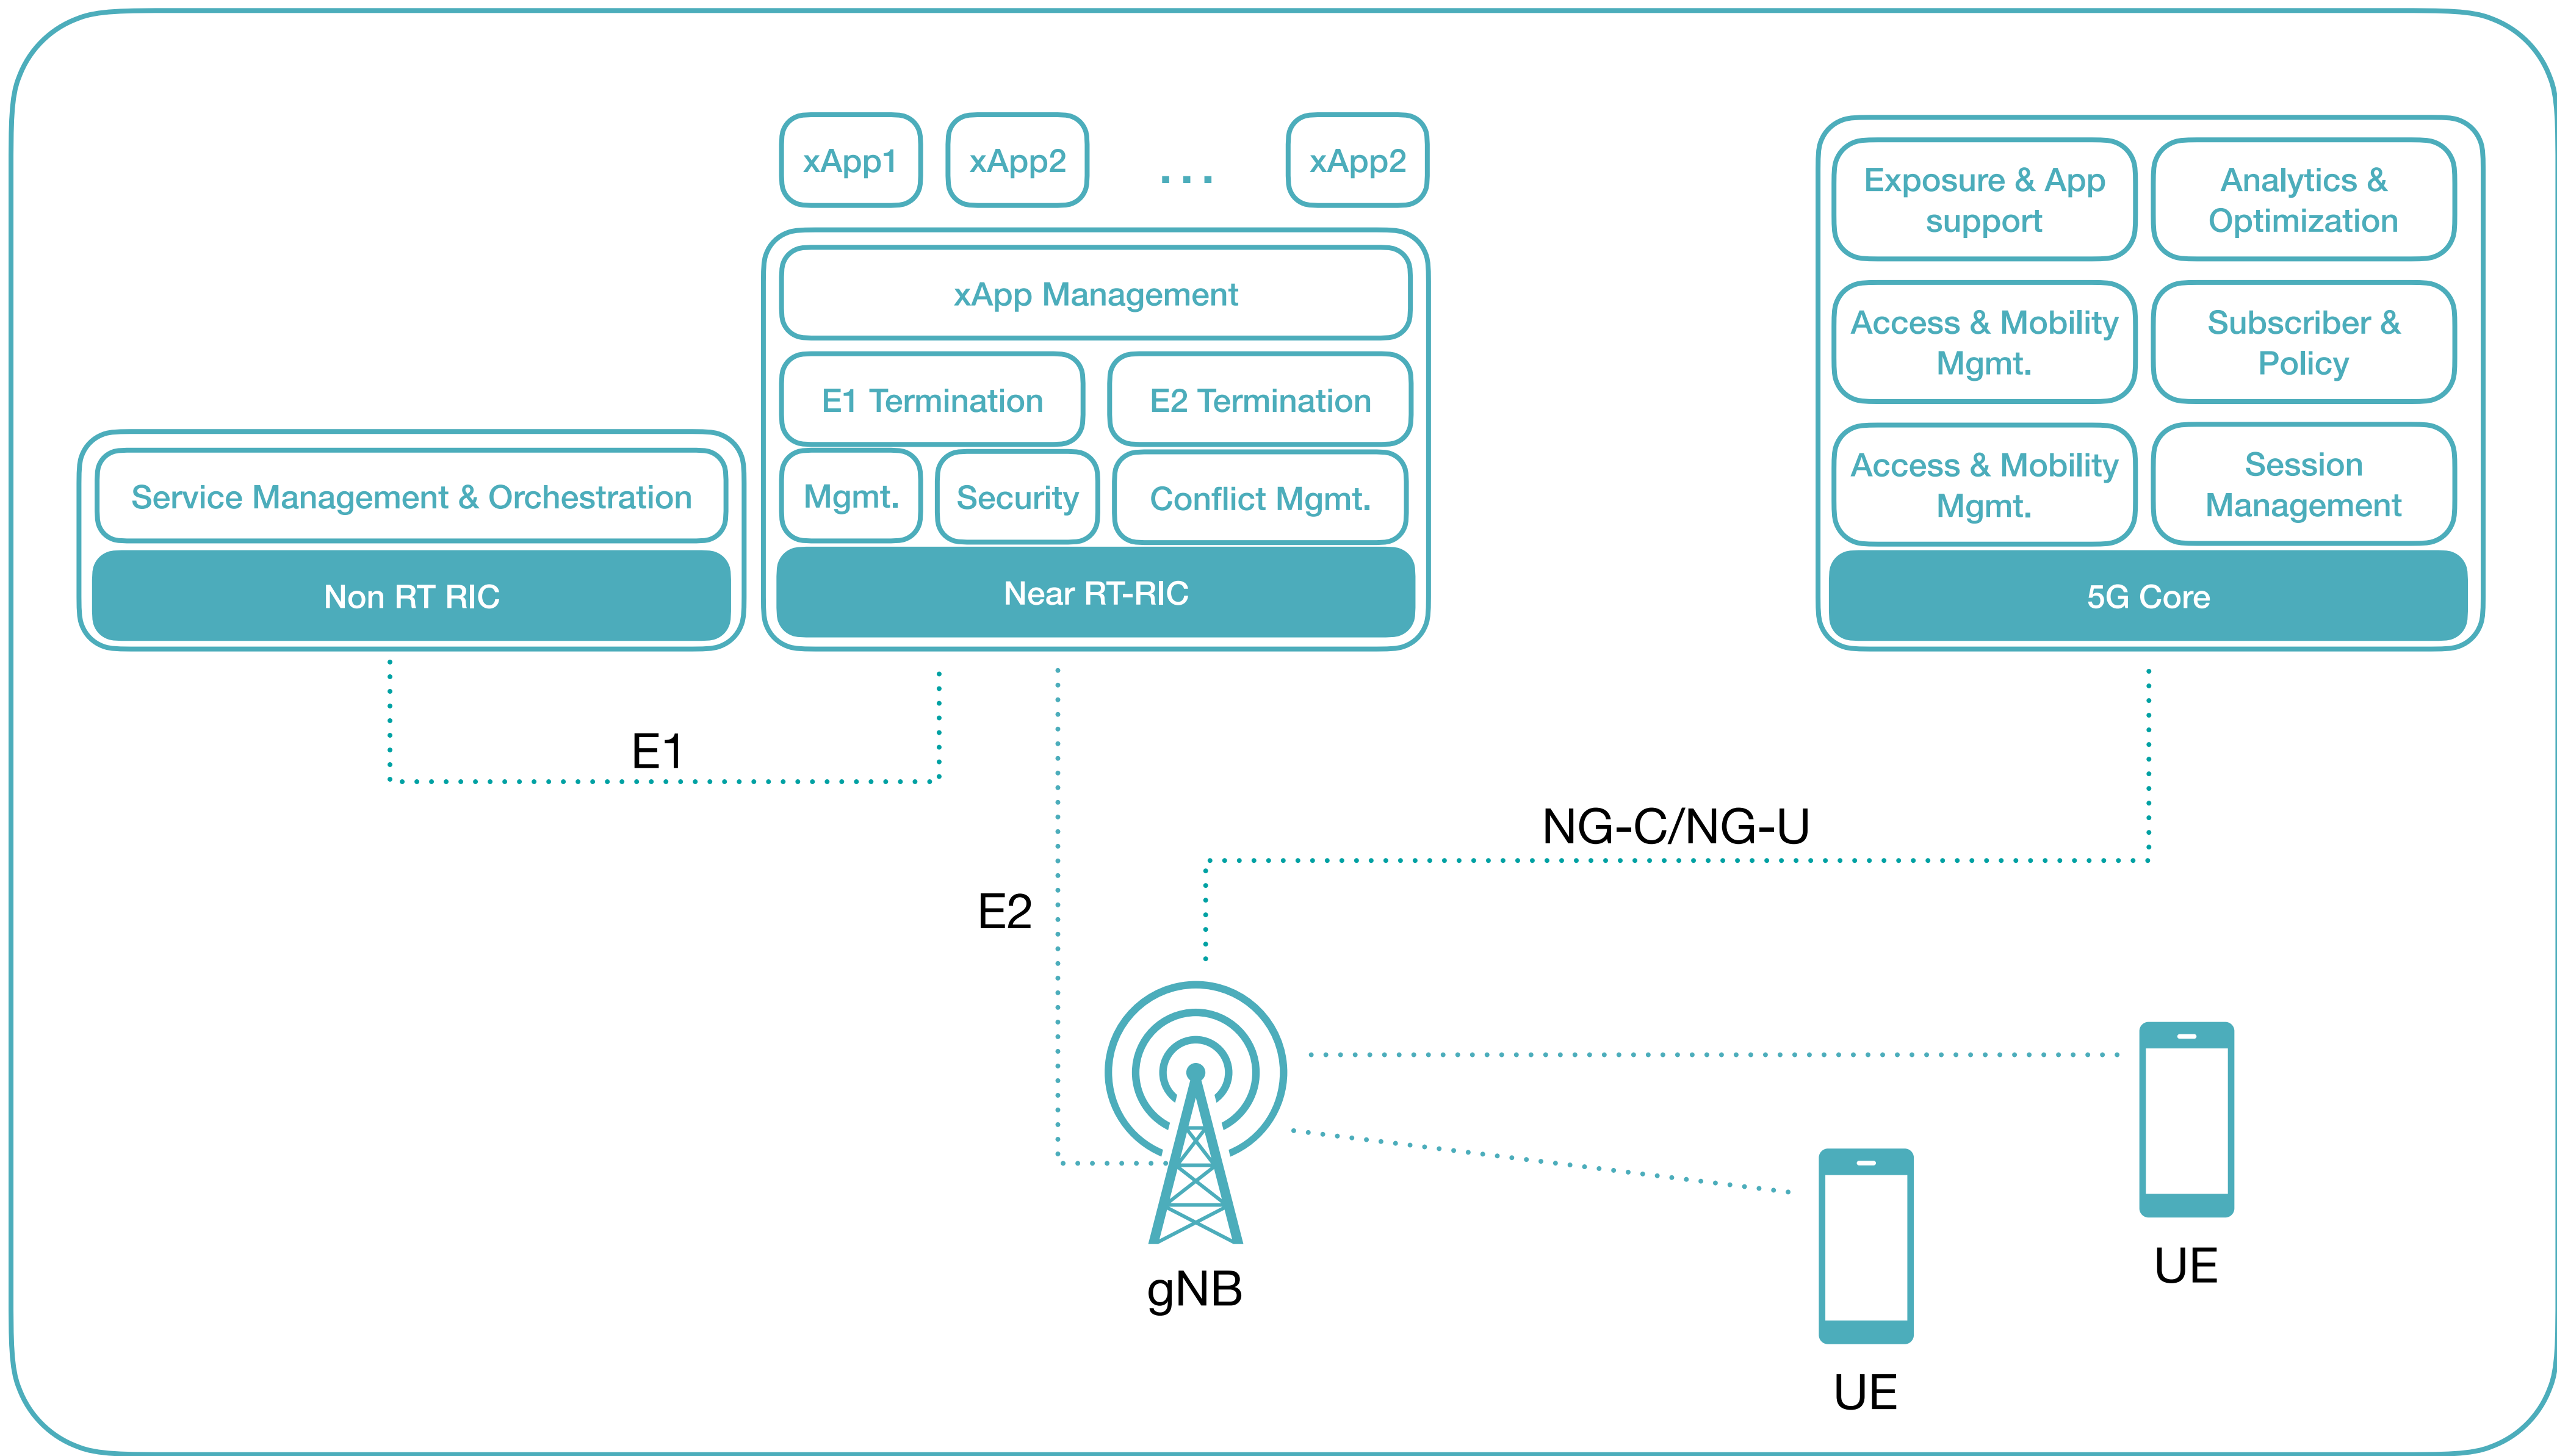 xApp1
xApp2
...
xApp2
xApp Management
E1 Termination
E2 Termination
Mgmt.
Security
Conflict Mgmt.
Near RT-RIC
Service Management & Orchestration
Non RT RIC
Exposure & App
support
Analytics &
Optimization
Access & Mobility
Mgmt.
Subscriber &
Policy
Access & Mobility
Mgmt.
Session
Management
5G Core
E1
NG-C/NG-U
E2
gNB
UE
UE